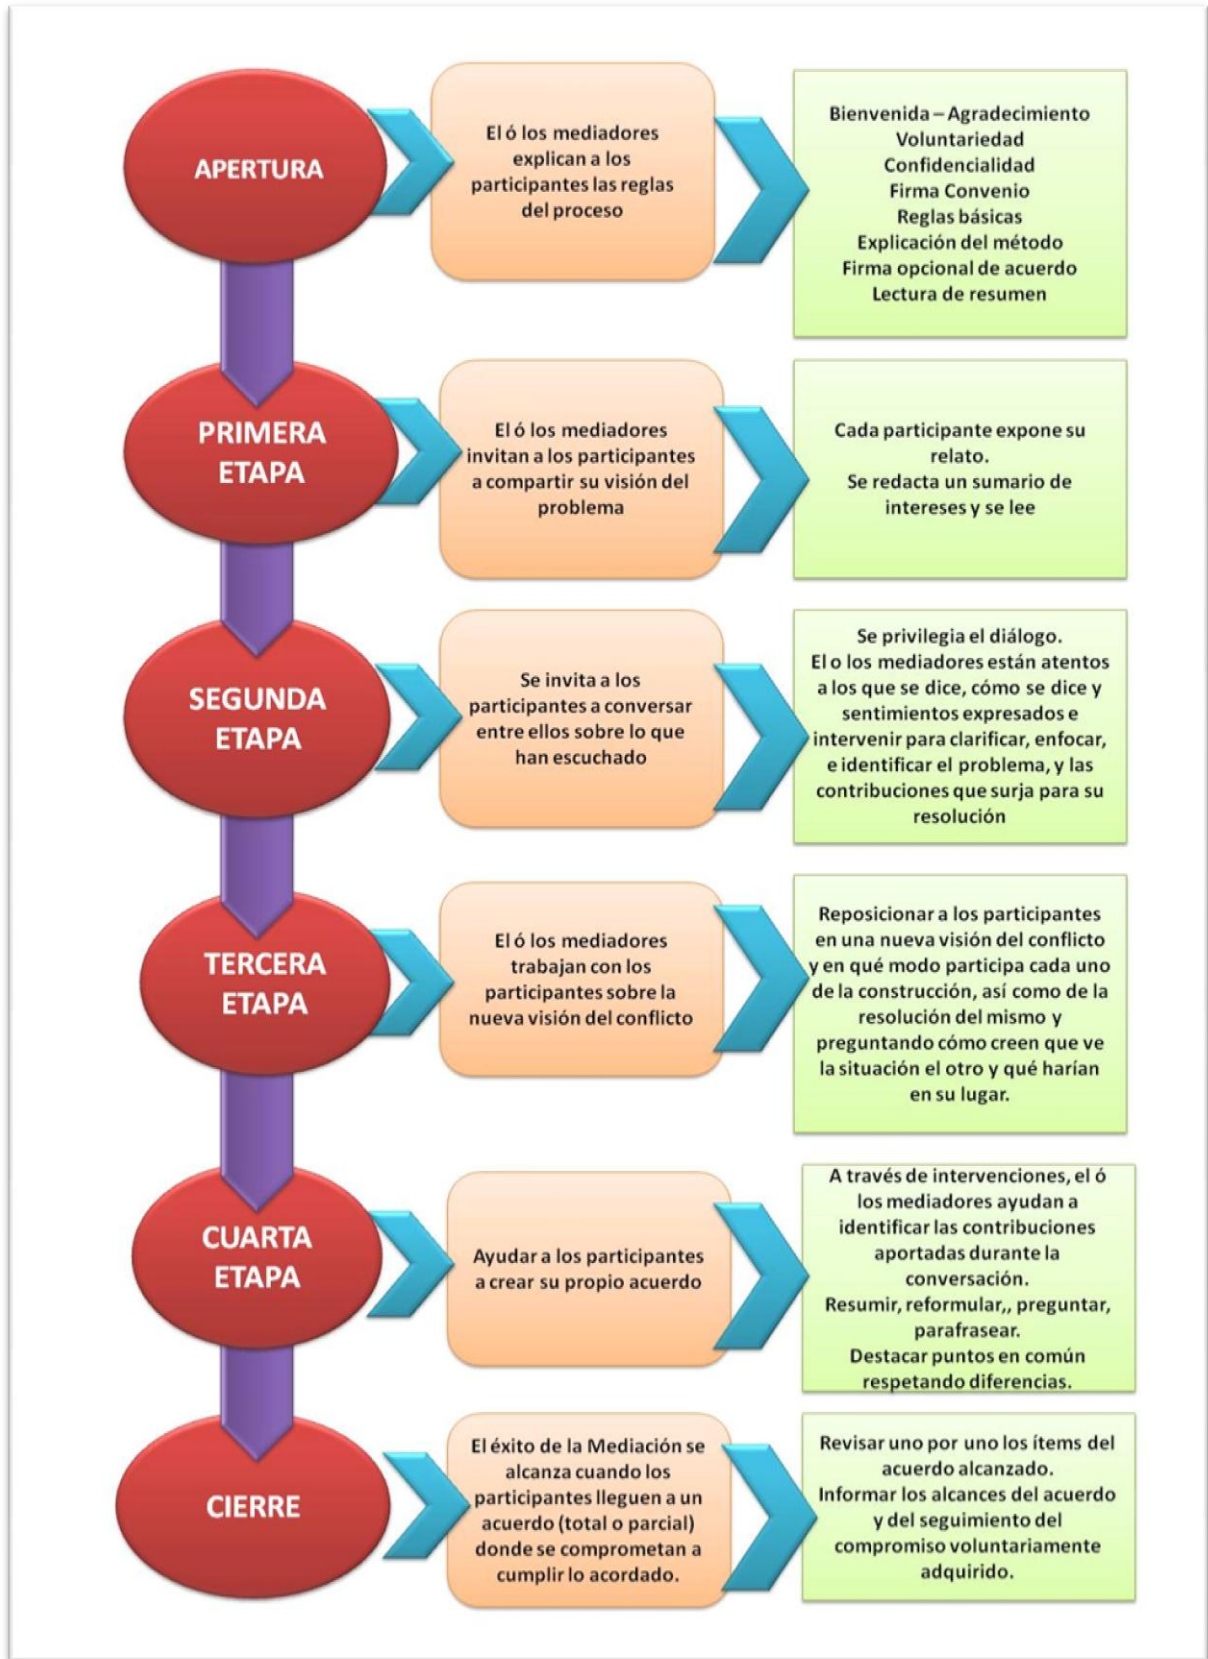 APERTURA
El ó los mediadores
explican a los
participantes las reglas
del proceso
Bienvenida – Agradecimiento
Voluntariedad
Confidencialidad
Firma Convenio
Reglas básicas
Explicación del método
Firma opcional de acuerdo
Lectura de resumen
PRIMERA
ETAPA
El ó los mediadores
invitan a los participantes
a compartir su visión del
problema
Cada participante expone su
relato.
Se redacta un sumario de
intereses y se lee
SEGUNDA
ETAPA
Se invita a los
participantes a conversar
entre ellos sobre lo que
han escuchado
Se privilegia el diálogo.
El o los mediadores están atentos
a los que se dice, cómo se dice y
sentimientos expresados e
intervenir para clarificar, enfocar,
e identificar el problema, y las
contribuciones que surja para su
resolución
TERCERA
ETAPA
El ó los mediadores
trabajan con los
participantes sobre la
nueva visión del conflicto
Reposicionar a los participantes
en una nueva visión del conflicto
y en qué modo participa cada uno
de la construcción, así como de la
resolución del mismo y
preguntando cómo creen que ve
la situación el otro y qué harían
en su lugar.
CUARTA
ETAPA
Ayudar a los participantes
a crear su propio acuerdo
A través de intervenciones, el ó
los mediadores ayudan a
identificar las contribuciones
aportadas durante la
conversación.
Resumir, reformular,, preguntar,
parafrasear.
Destacar puntos en común
respetando diferencias.
CIERRE
El éxito de la Mediación se
alcanza cuando los
participantes lleguen a un
acuerdo (total o parcial)
donde se comprometan a
cumplir lo acordado.
Revisar uno por uno los ítems del
acuerdo alcanzado.
Informar los alcances del acuerdo
y del seguimiento del
compromiso voluntariamente
adquirido.